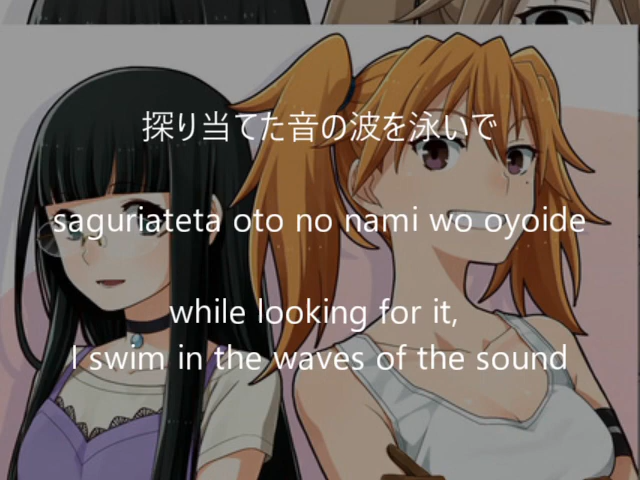 探り当てた音の波を泳いで
saguriateta oto no nami wo oyoide
while looking for it,
I swim in the waves of the sound